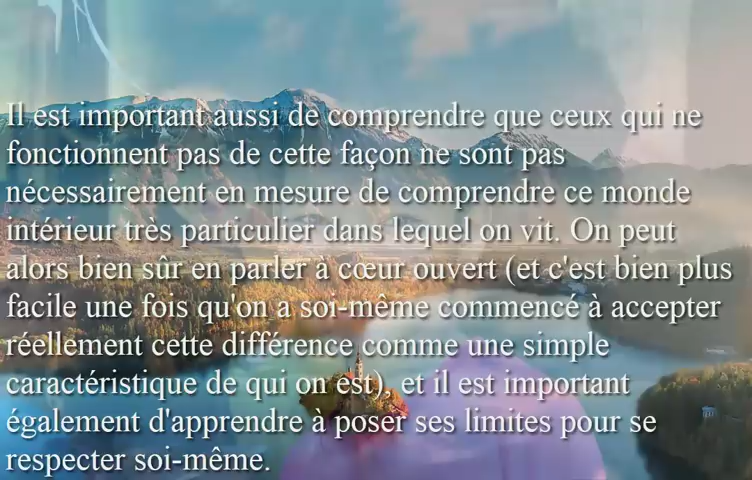 Il est important aussi de comprendre que ceux qui ne
fonctionnent pas de cette façon ne sont pas
nécessairement en mesure de comprendre ce monde
intérieur très particulier dans lequel on vit. On peut
alors bien sûr en parler à cœur ouvert (et c'est bien plus
facile une fois qu'on a soi-même commencé à accepter
réellement cette différence comme une simple
caractéristique de qui on est), et il est important
également d'apprendre à poser ses limites pour se
respecter soi-même.